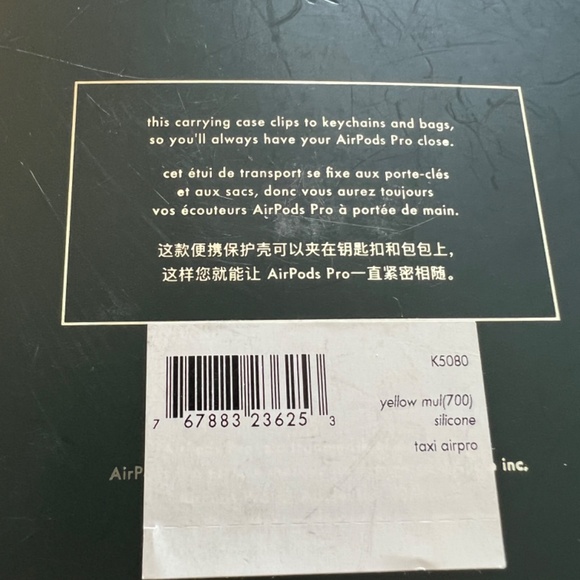 this carrying case clips to keychains and bags,
so you'll always have your AirPods Pro close.
cet étui de transport se fixe aux porte-clés
et aux sacs, donc vous aurez toujours
vos écouteurs AirPods Pro à portée de main.
这款便携保护壳可以夹在钥匙扣和包包上，
这样您就能让 AirPods Pro一直紧密相随。
K5080
7 67883 23625 3
yellow mul(700)
silicone
taxi airpro
inc.